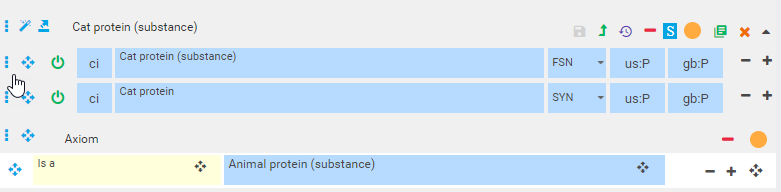 Cat protein (substance)
S
ci Cat protein (substance) FSN us:P gb:P
ci Cat protein SYN us:P gb:P
Axiom
Is a Animal protein (substance)